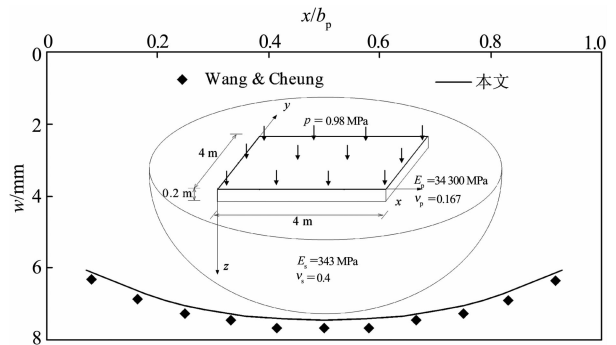 x/b_p
0 0.2 0.4 0.6 0.8 1.0
0
2
4
6
8
w/mm
Wang & Cheung
本文
y
p = 0.98 MPa
4 m
0.2 m
E_p =34 300 MPa
ν_p =0.167
x
4 m
z
E_s =343 MPa
ν_s =0.4